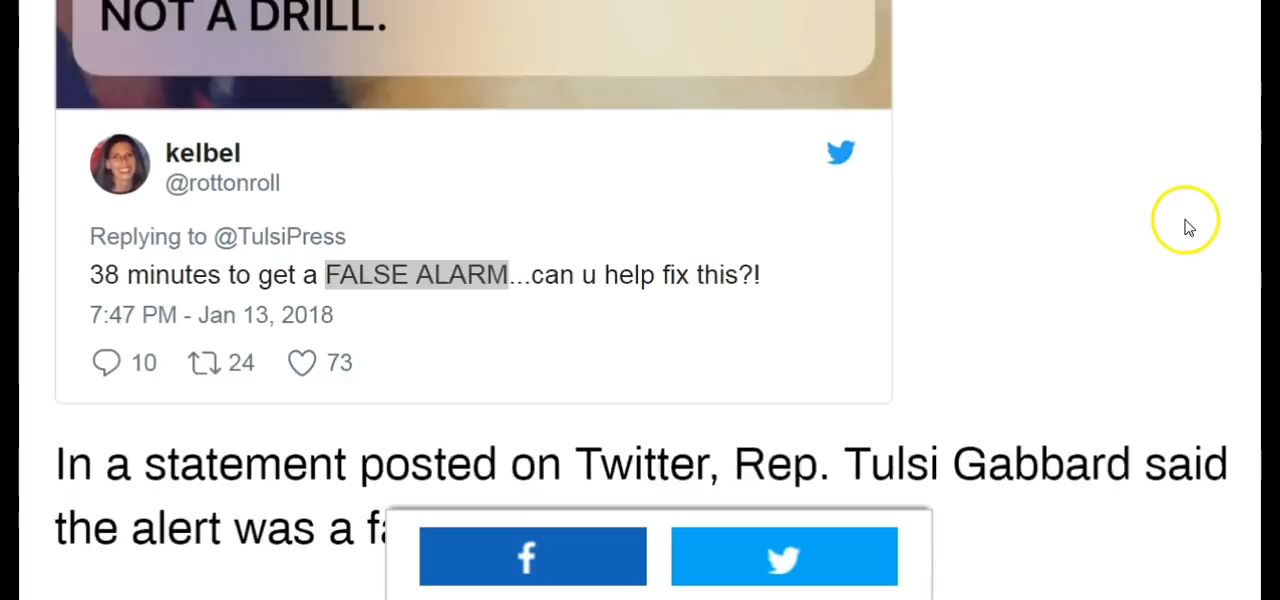 NOT A DRILL.
kelbel
@rottonroll
Replying to @TulsiPress
38 minutes to get a FALSE ALARM...can u help fix this?!
7:47 PM - Jan 13, 2018
10 24 73
In a statement posted on Twitter, Rep. Tulsi Gabbard said
the alert was a